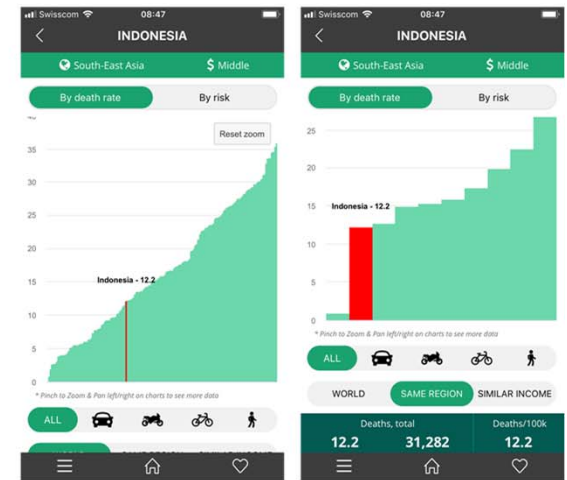 Swisscom 08:47
INDONESIA
South-East Asia $ Middle
By death rate By risk
Reset zoom
35
30
25
20
Indonesia - 12.2
15
10
5
0
* Pinch to Zoom & Pan left/right on charts to see more data
ALL
Swisscom 08:47
INDONESIA
South-East Asia $ Middle
By death rate By risk
25
20
15 Indonesia - 12.2
10
5
0
* Pinch to Zoom & Pan left/right on charts to see more data
ALL
WORLD SAME REGION SIMILAR INCOME
Deaths, total Deaths/100k
12.2 31,282 12.2